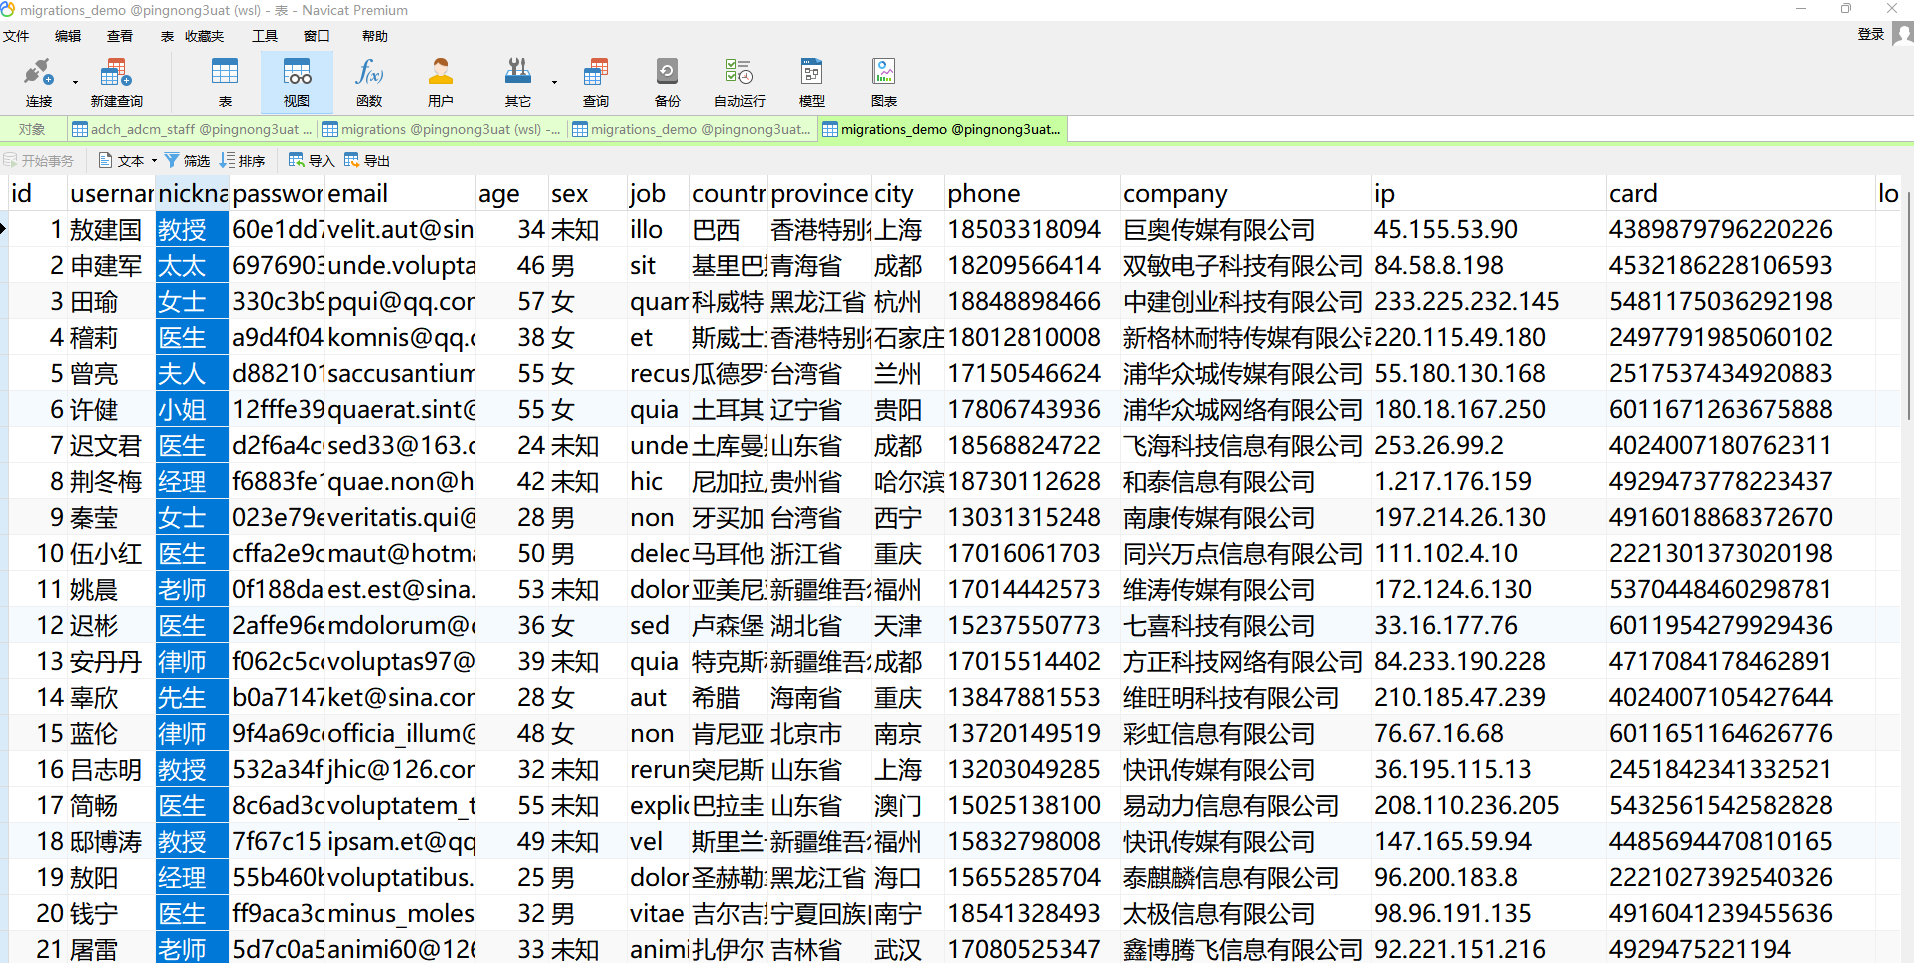 migrations_demo @pingnong3uat (wsl) - 表 - Navicat Premium
文件 编辑 查看 表 收藏夹 工具 窗口 帮助 登录
连接 新建查询 表 视图 函数 用户 其它 查询 备份 自动运行 模型 图表
对象 adch_adcm_staff @pingnong3uat ... migrations @pingnong3uat (wsl) -... migrations_demo @pingnong3uat... migrations_demo @pingnong3uat...
开始事务 文本 筛选 排序 导入 导出
id usernar nickna passwor email age sex job countr province city phone company ip card lo
1 敖建国 教授 60e1dd7 velit.aut@sin 34 未知 illo 巴西 香港特别行 上海 18503318094 巨奥传媒有限公司 45.155.53.90 4389879796220226
2 申建军 太太 6976903 unde.volupta 46 男 sit 基里巴斯 青海省 成都 18209566414 双敏电子科技有限公司 84.58.8.198 4532186228106593
3 田瑜 女士 330c3b9 pqui@qq.con 57 女 quam 科威特 黑龙江省 杭州 18848898466 中建创业科技有限公司 233.225.232.145 5481175036292198
4 稽莉 医生 a9d4f04 komnis@qq.c 38 女 et 斯威士 香港特别行 石家庄 18012810008 新格林耐特传媒有限公司 220.115.49.180 2497791985060102
5 曾亮 夫人 d882101 saccusantium 55 女 recus 瓜德罗 台湾省 兰州 17150546624 浦华众城传媒有限公司 55.180.130.168 2517537434920883
6 许健 小姐 12fffe39 quaerat.sint@ 55 女 quia 土耳其 辽宁省 贵阳 17806743936 浦华众城网络有限公司 180.18.167.250 6011671263675888
7 迟文君 医生 d2f6a4c sed33@163.c 24 未知 unde 土库曼 山东省 成都 18568824722 飞海科技信息有限公司 253.26.99.2 4024007180762311
8 荆冬梅 经理 f6883fe quae.non@h 42 未知 hic 尼加拉 贵州省 哈尔滨 18730112628 和泰信息有限公司 1.217.176.159 4929473778223437
9 秦莹 女士 023e79e veritatis.qui@ 28 男 non 牙买加 台湾省 西宁 13031315248 南康传媒有限公司 197.214.26.130 4916018868372670
10 伍小红 医生 cffa2e9c maut@hotma 50 男 delec 马耳他 浙江省 重庆 17016061703 同兴万点信息有限公司 111.102.4.10 2221301373020198
11 姚晨 老师 0f188da est.est@sina. 53 未知 dolor 亚美尼 新疆维吾尔 福州 17014442573 维涛传媒有限公司 172.124.6.130 5370448460298781
12 迟彬 医生 2affe96e mdolorum@ 36 女 sed 卢森堡 湖北省 天津 15237550773 七喜科技有限公司 33.16.177.76 6011954279929436
13 安丹丹 律师 f062c5c voluptas97@ 39 未知 quia 特克斯 新疆维吾尔 成都 17015514402 方正科技网络有限公司 84.233.190.228 4717084178462891
14 辜欣 先生 b0a7147 ket@sina.con 28 女 aut 希腊 海南省 重庆 13847881553 维旺明科技有限公司 210.185.47.239 4024007105427644
15 蓝伦 律师 9f4a69c officia_illum@ 48 女 non 肯尼亚 北京市 南京 13720149519 彩虹信息有限公司 76.67.16.68 6011651164626776
16 吕志明 教授 532a34f jhic@126.con 32 未知 rerun 突尼斯 山东省 上海 13203049285 快讯传媒有限公司 36.195.115.13 2451842341332521
17 简畅 医生 8c6ad3c voluptatem_t 55 未知 explic 巴拉圭 山东省 澳门 15025138100 易动力信息有限公司 208.110.236.205 5432561542582828
18 邸博涛 教授 7f67c15 ipsam.et@qq 49 未知 vel 斯里兰 新疆维吾尔 福州 15832798008 快讯传媒有限公司 147.165.59.94 4485694470810165
19 敖阳 经理 55b460b voluptatibus. 25 男 dolor 圣赫勒 黑龙江省 海口 15655285704 泰麒麟信息有限公司 96.200.183.8 2221027392540326
20 钱宁 医生 ff9aca3c minus_moles 32 男 vitae 吉尔吉 宁夏回族 南宁 18541328493 太极信息有限公司 98.96.191.135 4916041239455636
21 屠雷 老师 5d7c0a5 animi60@126 33 未知 animi 扎伊尔 吉林省 武汉 17080525347 鑫博腾飞信息有限公司 92.221.151.216 4929475221194